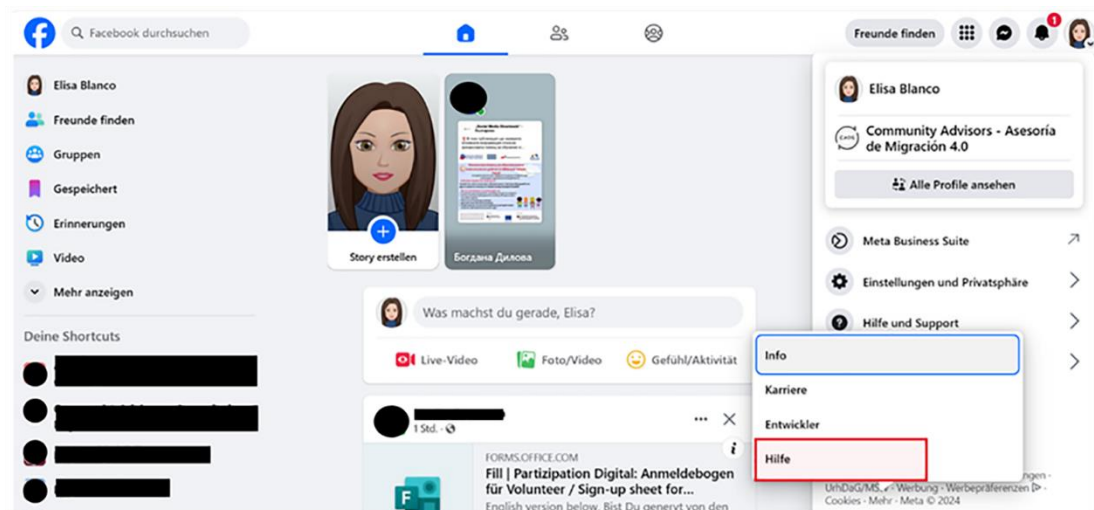 Facebook durchsuchen
Freunde finden
1
Elisa Blanco
Freunde finden
Gruppen
Gespeichert
Erinnerungen
Video
Mehr anzeigen
Deine Shortcuts
Story erstellen
Богдана Дилова
Was machst du gerade, Elisa?
Live-Video
Foto/Video
Gefühl/Aktivität
1 Std. ·
FORMS.OFFICE.COM
Fill | Partizipation Digital: Anmeldebogen
für Volunteer / Sign-up sheet for...
English version below. Bist Du genervt von den
Elisa Blanco
Community Advisors - Asesoría
de Migración 4.0
Alle Profile ansehen
Meta Business Suite
Einstellungen und Privatsphäre
Hilfe und Support
Info
Karriere
Entwickler
Hilfe
Werbung · Werbepräferenzen ·
Cookies · Mehr · Meta © 2024